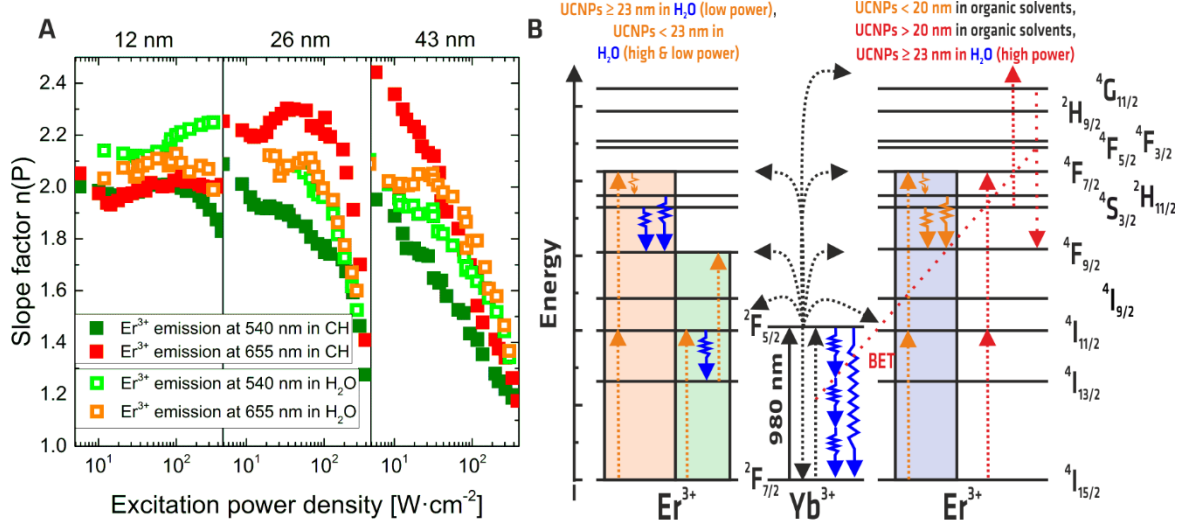 A
12 nm 26 nm 43 nm
Slope factor n(P)
2.4
2.2
2.0
1.8
1.6
1.4
1.2
1.0
Er³⁺ emission at 540 nm in CH
Er³⁺ emission at 655 nm in CH
Er³⁺ emission at 540 nm in H₂O
Er³⁺ emission at 655 nm in H₂O
10¹ 10² 10¹ 10² 10¹ 10²
Excitation power density [W·cm⁻²]
B
UCNPs ≥ 23 nm in H₂O (low power),
UCNPs < 23 nm in
H₂O (high & low power)
UCNPs < 20 nm in organic solvents,
UCNPs > 20 nm in organic solvents,
UCNPs ≥ 23 nm in H₂O (high power)
Energy
²F₅/₂
980 nm
²F₇/₂
BET
⁴G₁₁/₂
²H₉/₂
⁴F₅/₂ ⁴F₃/₂
⁴F₇/₂
⁴S₃/₂ ²H₁₁/₂
⁴F₉/₂
⁴I₉/₂
⁴I₁₁/₂
⁴I₁₃/₂
⁴I₁₅/₂
Er³⁺ Yb³⁺ Er³⁺